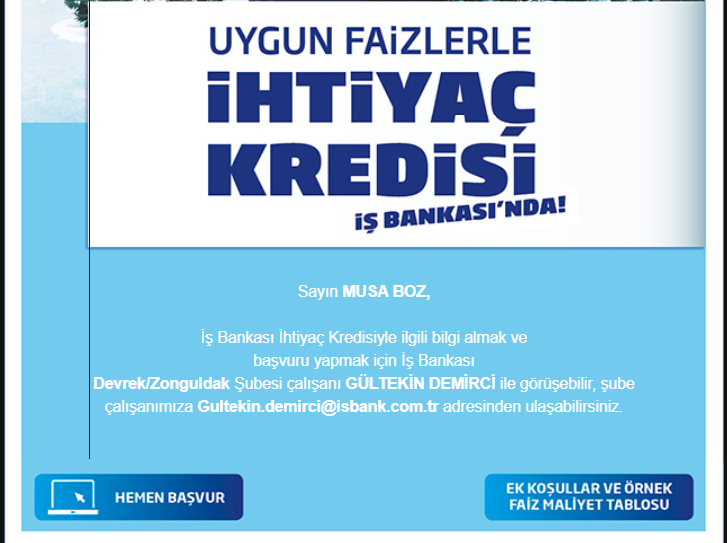 UYGUN FAİZLERLE
İHTİYAÇ
KREDİSİ
İŞ BANKASI'NDA!
Sayın MUSA BOZ,
İş Bankası İhtiyaç Kredisiyle ilgili bilgi almak ve
başvuru yapmak için İş Bankası
Devrek/Zonguldak Şubesi çalışanı GÜLTEKİN DEMİRCİ ile görüşebilir, şube
çalışanımıza Gultekin.demirci@isbank.com.tr adresinden ulaşabilirsiniz.
HEMEN BAŞVUR
EK KOŞULLAR VE ÖRNEK
FAİZ MALİYET TABLOSU